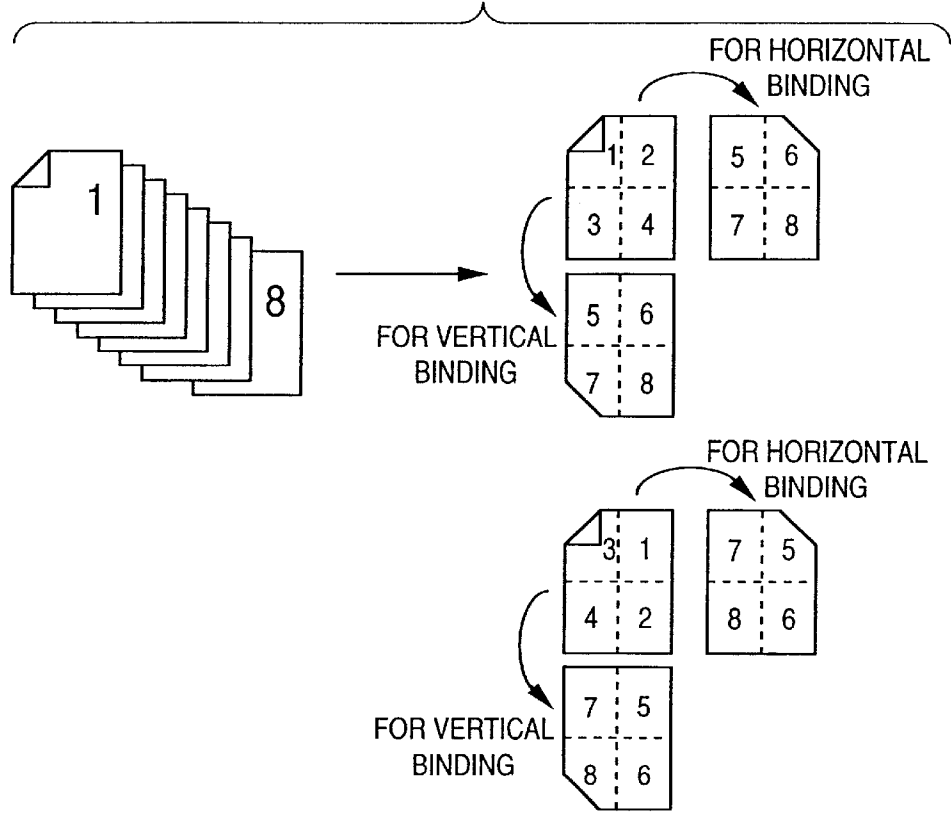 FOR HORIZONTAL
BINDING
1 2
3 4
5 6
7 8
1
8
FOR VERTICAL
BINDING
5 6
7 8
FOR HORIZONTAL
BINDING
3 1
4 2
7 5
8 6
FOR VERTICAL
BINDING
7 5
8 6